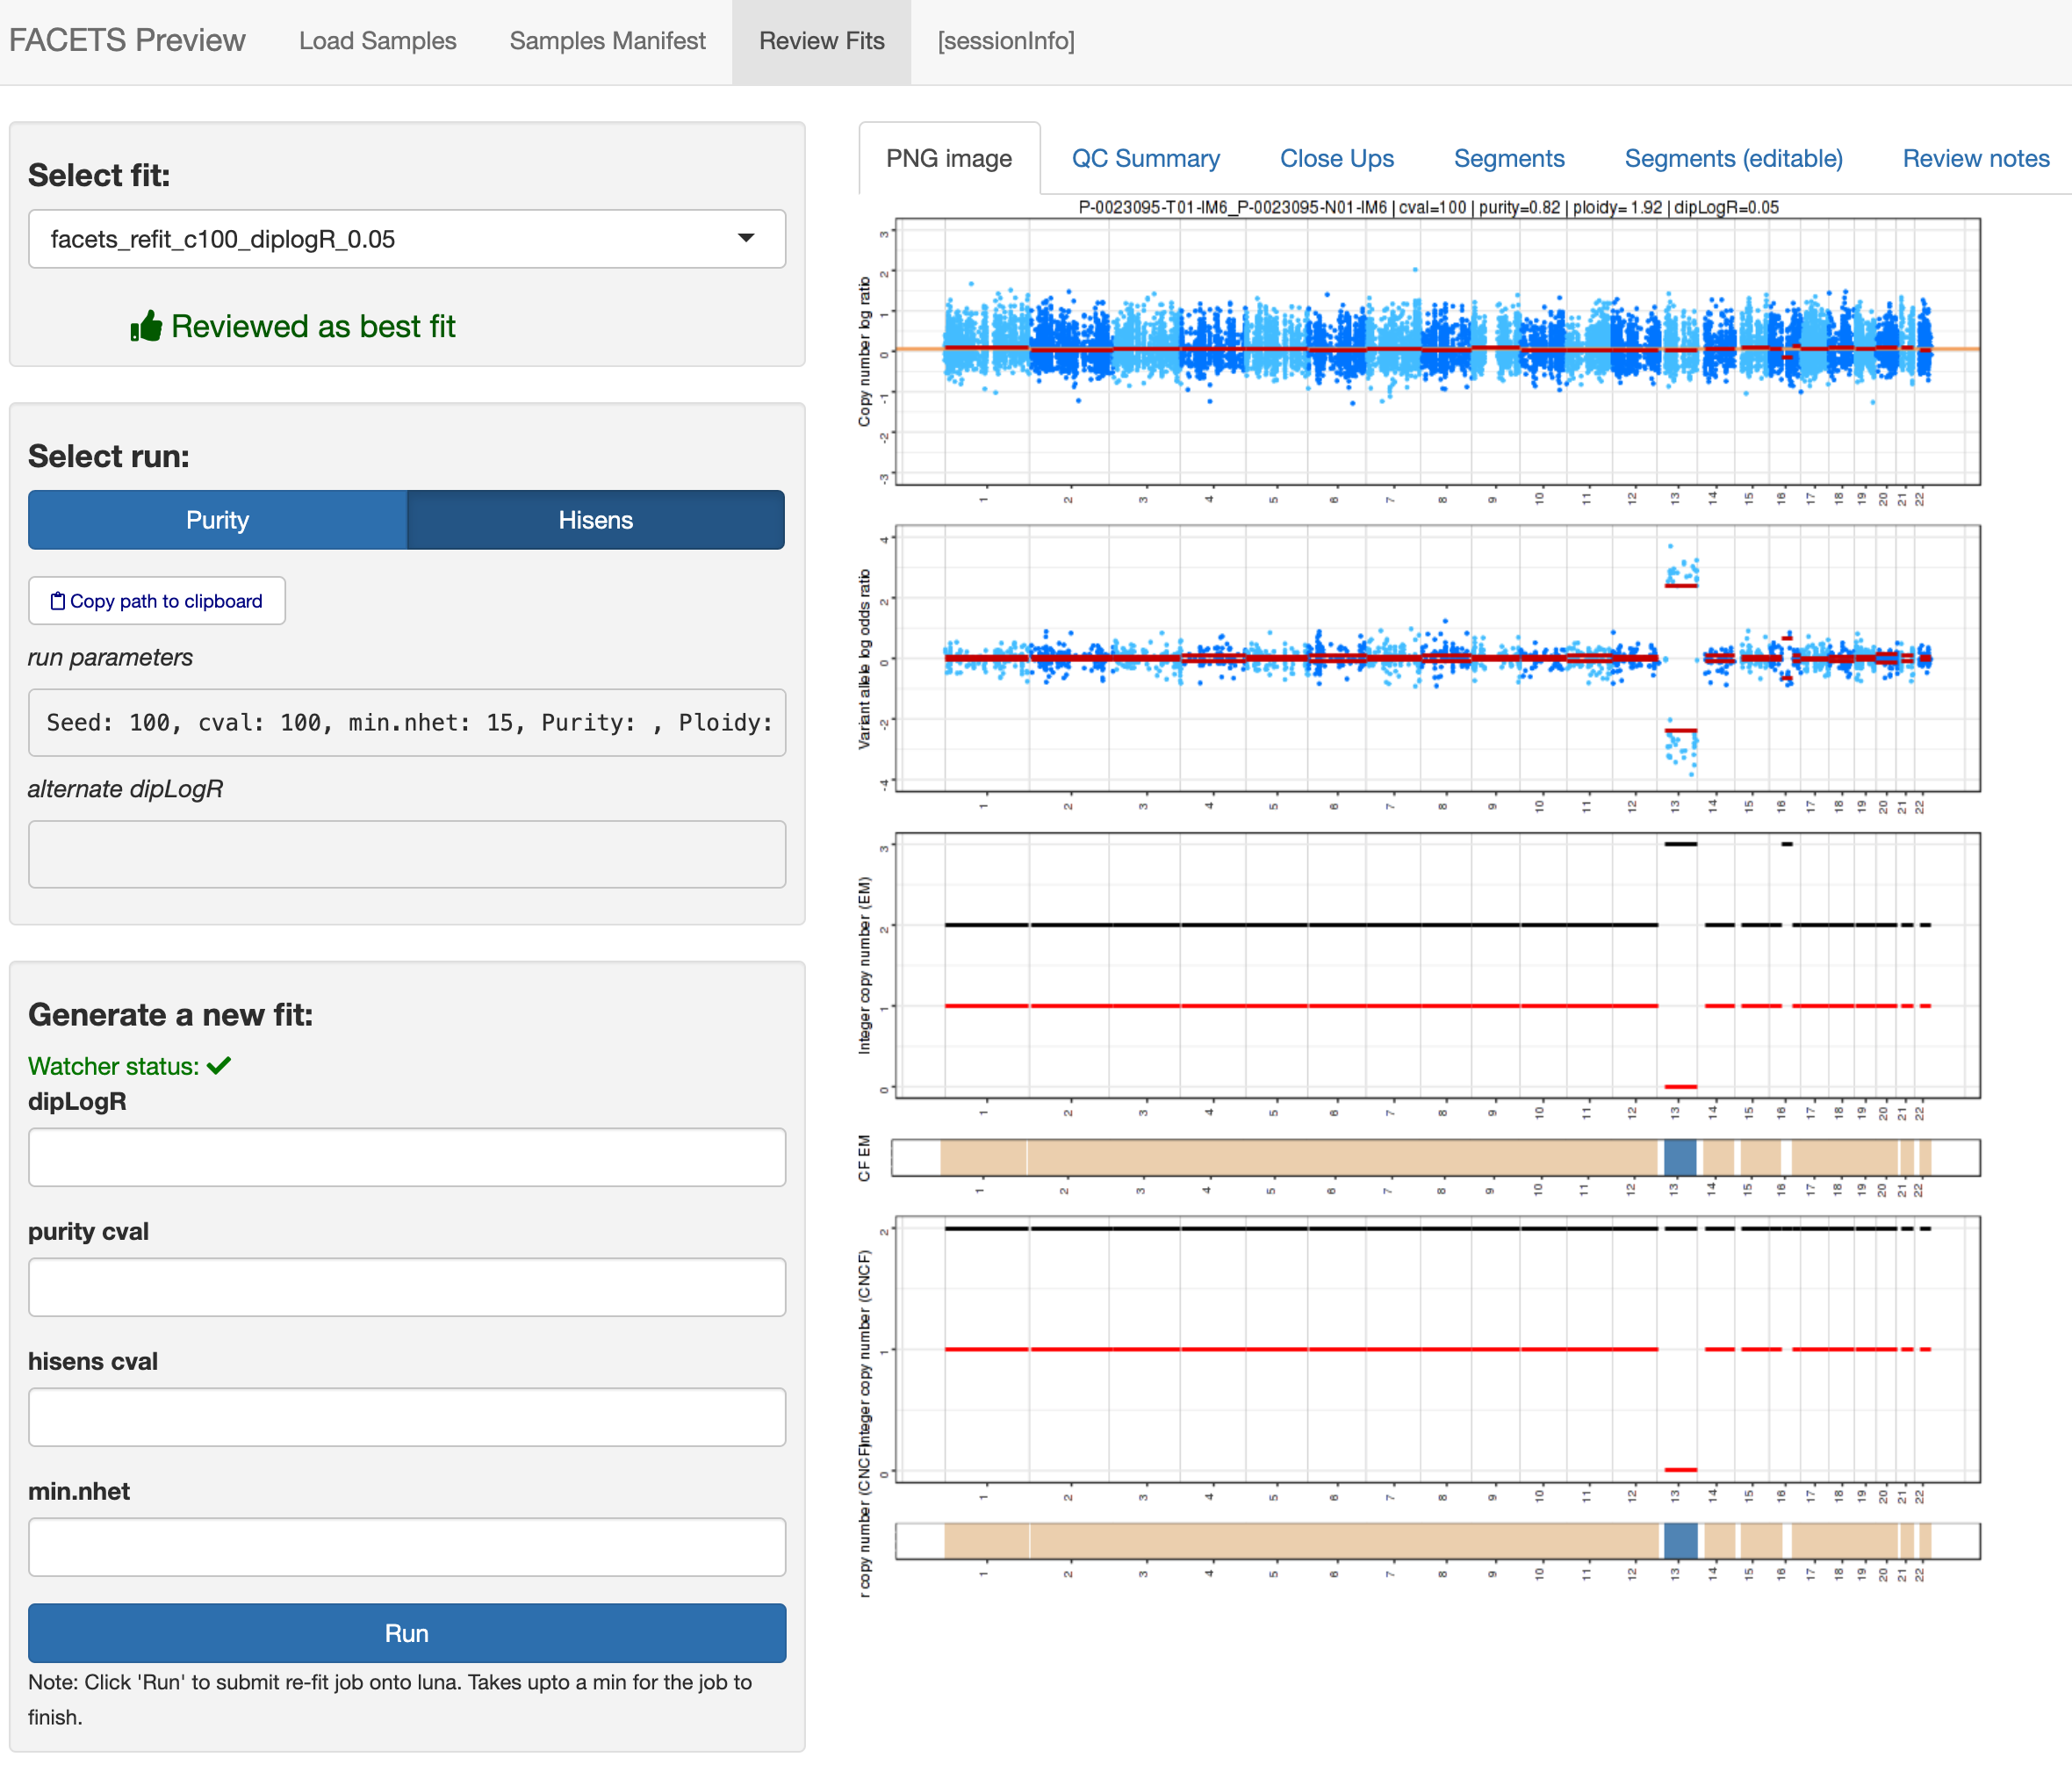 FACETS Preview Load Samples Samples Manifest Review Fits [sessionInfo]
Select fit:
facets_refit_c100_diplogR_0.05
Reviewed as best fit
Select run:
Purity Hisens
Copy path to clipboard
run parameters
Seed: 100, cval: 100, min.nhet: 15, Purity: , Ploidy:
alternate dipLogR
Generate a new fit:
Watcher status:
dipLogR
purity cval
hisens cval
min.nhet
Run
Note: Click 'Run' to submit re-fit job onto luna. Takes upto a min for the job to
finish.
PNG image QC Summary Close Ups Segments Segments (editable) Review notes
P-0023095-T01-IM6_P-0023095-N01-IM6 | cval=100 | purity=0.82 | ploidy= 1.92 | dipLogR=0.05
Copy number log ratio
3
2
1
0
-1
-2
-3
1 2 3 4 5 6 7 8 9 10 11 12 13 14 15 16 17 18 19 20 21 22
Variant allele log odds ratio
4
2
0
-2
-4
1 2 3 4 5 6 7 8 9 10 11 12 13 14 15 16 17 18 19 20 21 22
Integer copy number (EM)
3
2
1
0
1 2 3 4 5 6 7 8 9 10 11 12 13 14 15 16 17 18 19 20 21 22
CF EM
1 2 3 4 5 6 7 8 9 10 11 12 13 14 15 16 17 18 19 20 21 22
Integer copy number (CNCF)
2
1
0
1 2 3 4 5 6 7 8 9 10 11 12 13 14 15 16 17 18 19 20 21 22
r copy number (CNCF)
1 2 3 4 5 6 7 8 9 10 11 12 13 14 15 16 17 18 19 20 21 22